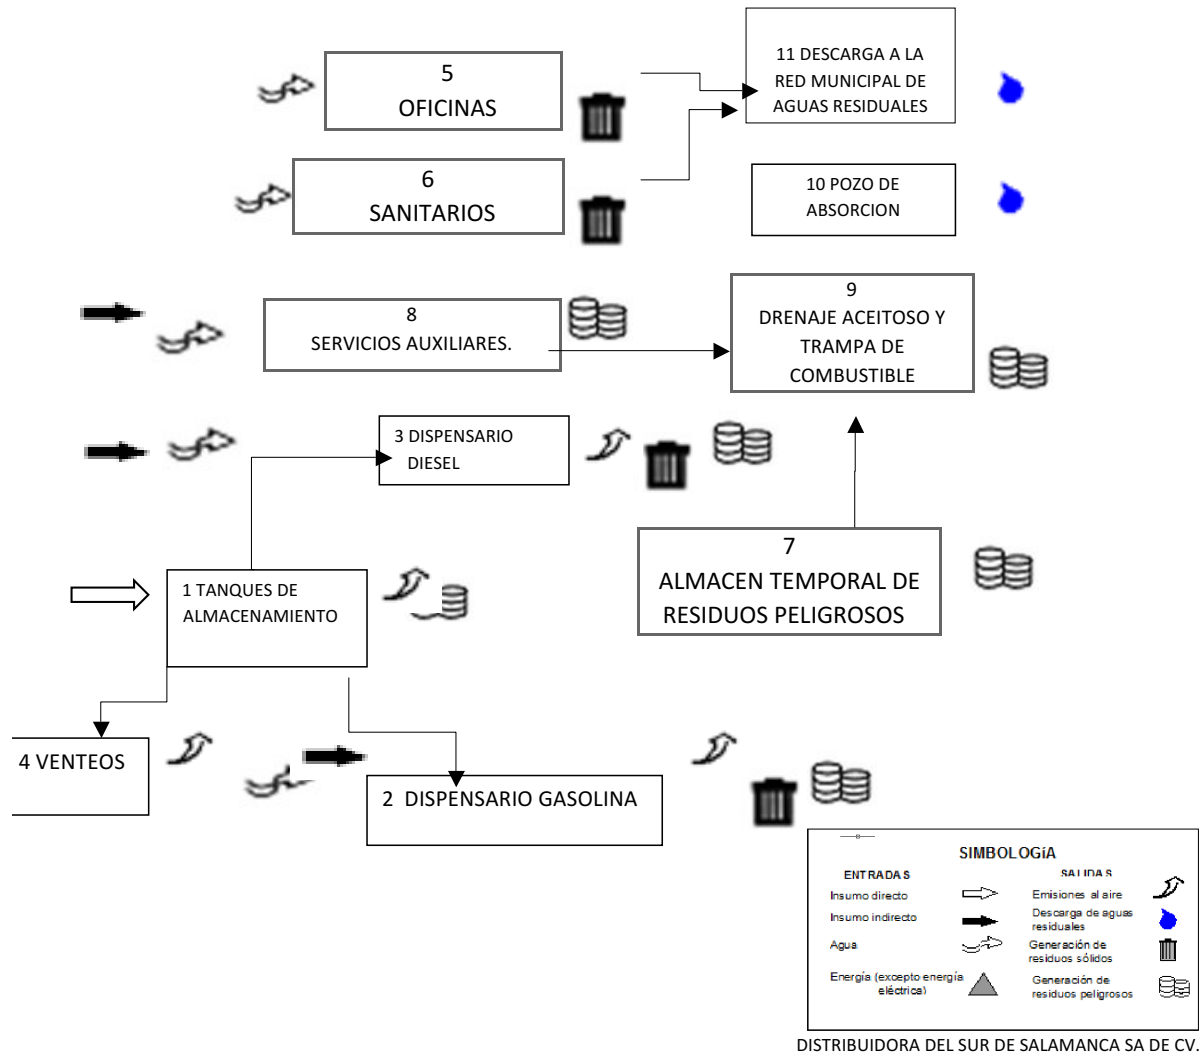 5
OFICINAS
11 DESCARGA A LA
RED MUNICIPAL DE
AGUAS RESIDUALES
6
SANITARIOS
10 POZO DE
ABSORCION
8
SERVICIOS AUXILIARES.
9
DRENAJE ACEITOSO Y
TRAMPA DE
COMBUSTIBLE
3 DISPENSARIO
DIESEL
7
ALMACEN TEMPORAL DE
RESIDUOS PELIGROSOS
1 TANQUES DE
ALMACENAMIENTO
4 VENTEOS
2 DISPENSARIO GASOLINA
SIMBOLOGíA
ENTRADAS
Insumo directo
Insumo indirecto
Agua
Energía (excepto energía
eléctrica)
SALIDAS
Emisiones al aire
Descarga de aguas
residuales
Generación de
residuos sólidos
Generación de
residuos peligrosos
DISTRIBUIDORA DEL SUR DE SALAMANCA SA DE CV.